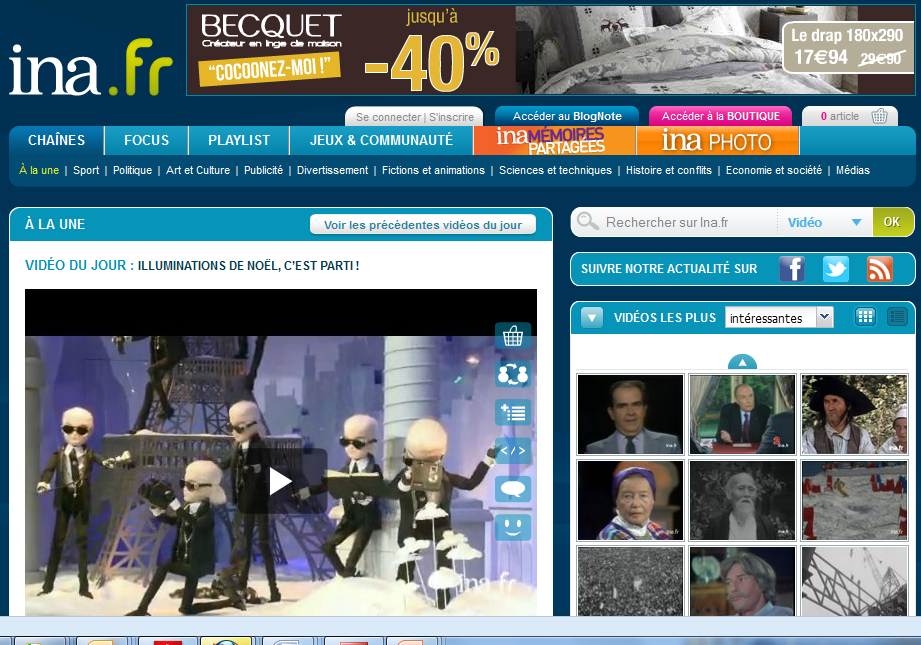 ina.fr
BECQUET
Créateur en linge de maison
"COCOONEZ-MOI !"
jusqu'à
-40%
Le drap 180x290
17€94 29€90
Se connecter | S'inscrire
Accéder au BlogNote
Accéder à la BOUTIQUE
0 article
CHAÎNES
FOCUS
PLAYLIST
JEUX & COMMUNAUTÉ
ina MÉMOIRES
PARTAGÉES
ina PHOTO
À la une | Sport | Politique | Art et Culture | Publicité | Divertissement | Fictions et animations | Sciences et techniques | Histoire et conflits | Economie et société | Médias
À LA UNE
Voir les précédentes vidéos du jour
Rechercher sur Ina.fr
Vidéo
OK
VIDÉO DU JOUR : ILLUMINATIONS DE NOËL, C'EST PARTI !
SUIVRE NOTRE ACTUALITÉ SUR
VIDÉOS LES PLUS
intéressantes
ina.fr